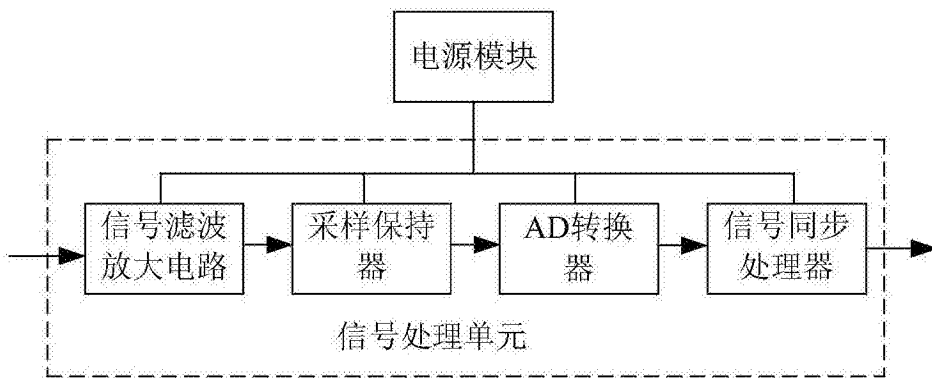 电源模块
信号滤波
放大电路
采样保持
器
AD转换
器
信号同步
处理器
信号处理单元